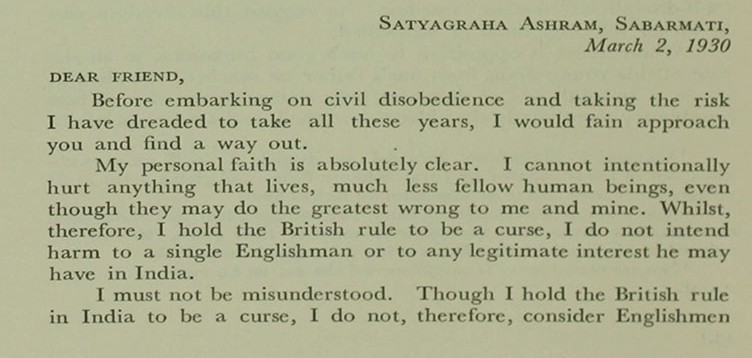 SATYAGRAHA ASHRAM, SABARMATI,
March 2, 1930
DEAR FRIEND,
Before embarking on civil disobedience and taking the risk
I have dreaded to take all these years, I would fain approach
you and find a way out.
My personal faith is absolutely clear. I cannot intentionally
hurt anything that lives, much less fellow human beings, even
though they may do the greatest wrong to me and mine. Whilst,
therefore, I hold the British rule to be a curse, I do not intend
harm to a single Englishman or to any legitimate interest he may
have in India.
I must not be misunderstood. Though I hold the British rule
in India to be a curse, I do not, therefore, consider Englishmen